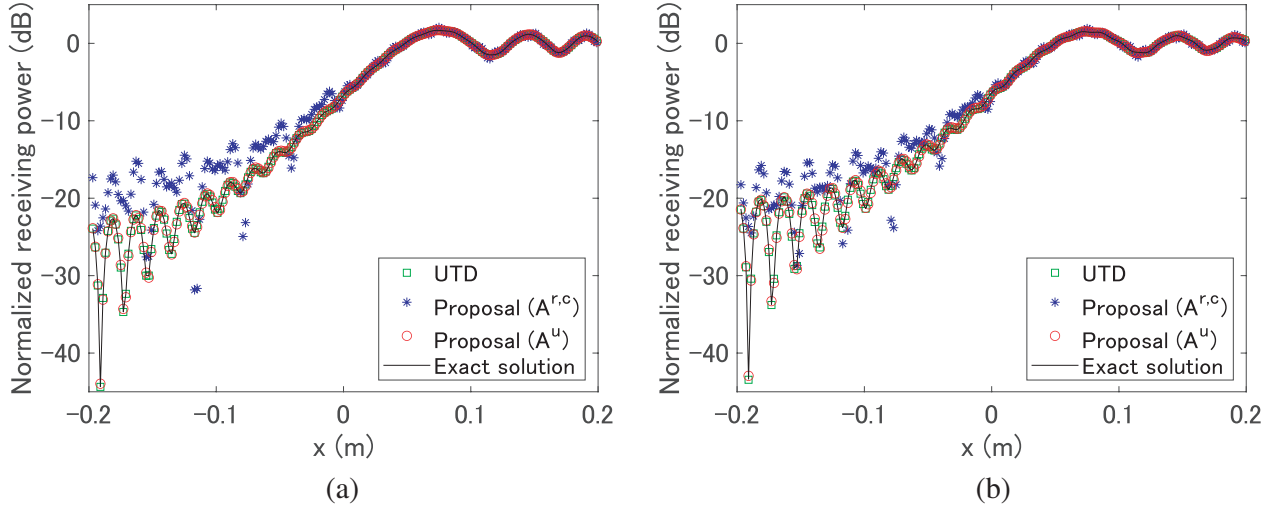 Normalized receiving power (dB)
0
−10
−20
−30
−40
UTD
Proposal (A^r,c)
Proposal (A^u)
Exact solution
−0.2
−0.1
0
0.1
0.2
x (m)
(a)
Normalized receiving power (dB)
0
−10
−20
−30
−40
UTD
Proposal (A^r,c)
Proposal (A^u)
Exact solution
−0.2
−0.1
0
0.1
0.2
x (m)
(b)